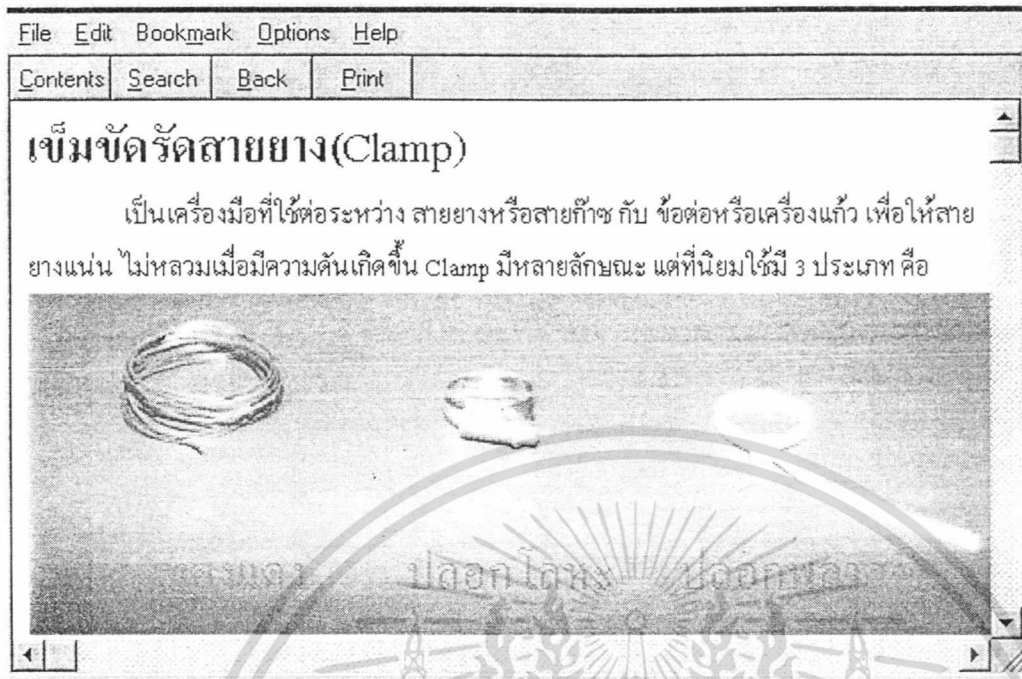 File Edit Bookmark Options Help
Contents Search Back Print
เข็มขัดรัดสายยาง(Clamp)
เป็นเครื่องมือที่ใช้ต่อระหว่าง สายยางหรือสายก๊าซ กับ ข้อต่อหรือเครื่องแก้ว เพื่อให้สาย
ยางแน่น ไม่หลวมเมื่อมีความดันเกิดขึ้น Clamp มีหลายลักษณะ แต่ที่นิยมใช้มี 3 ประเภท คือ
ปลอกโลหะ